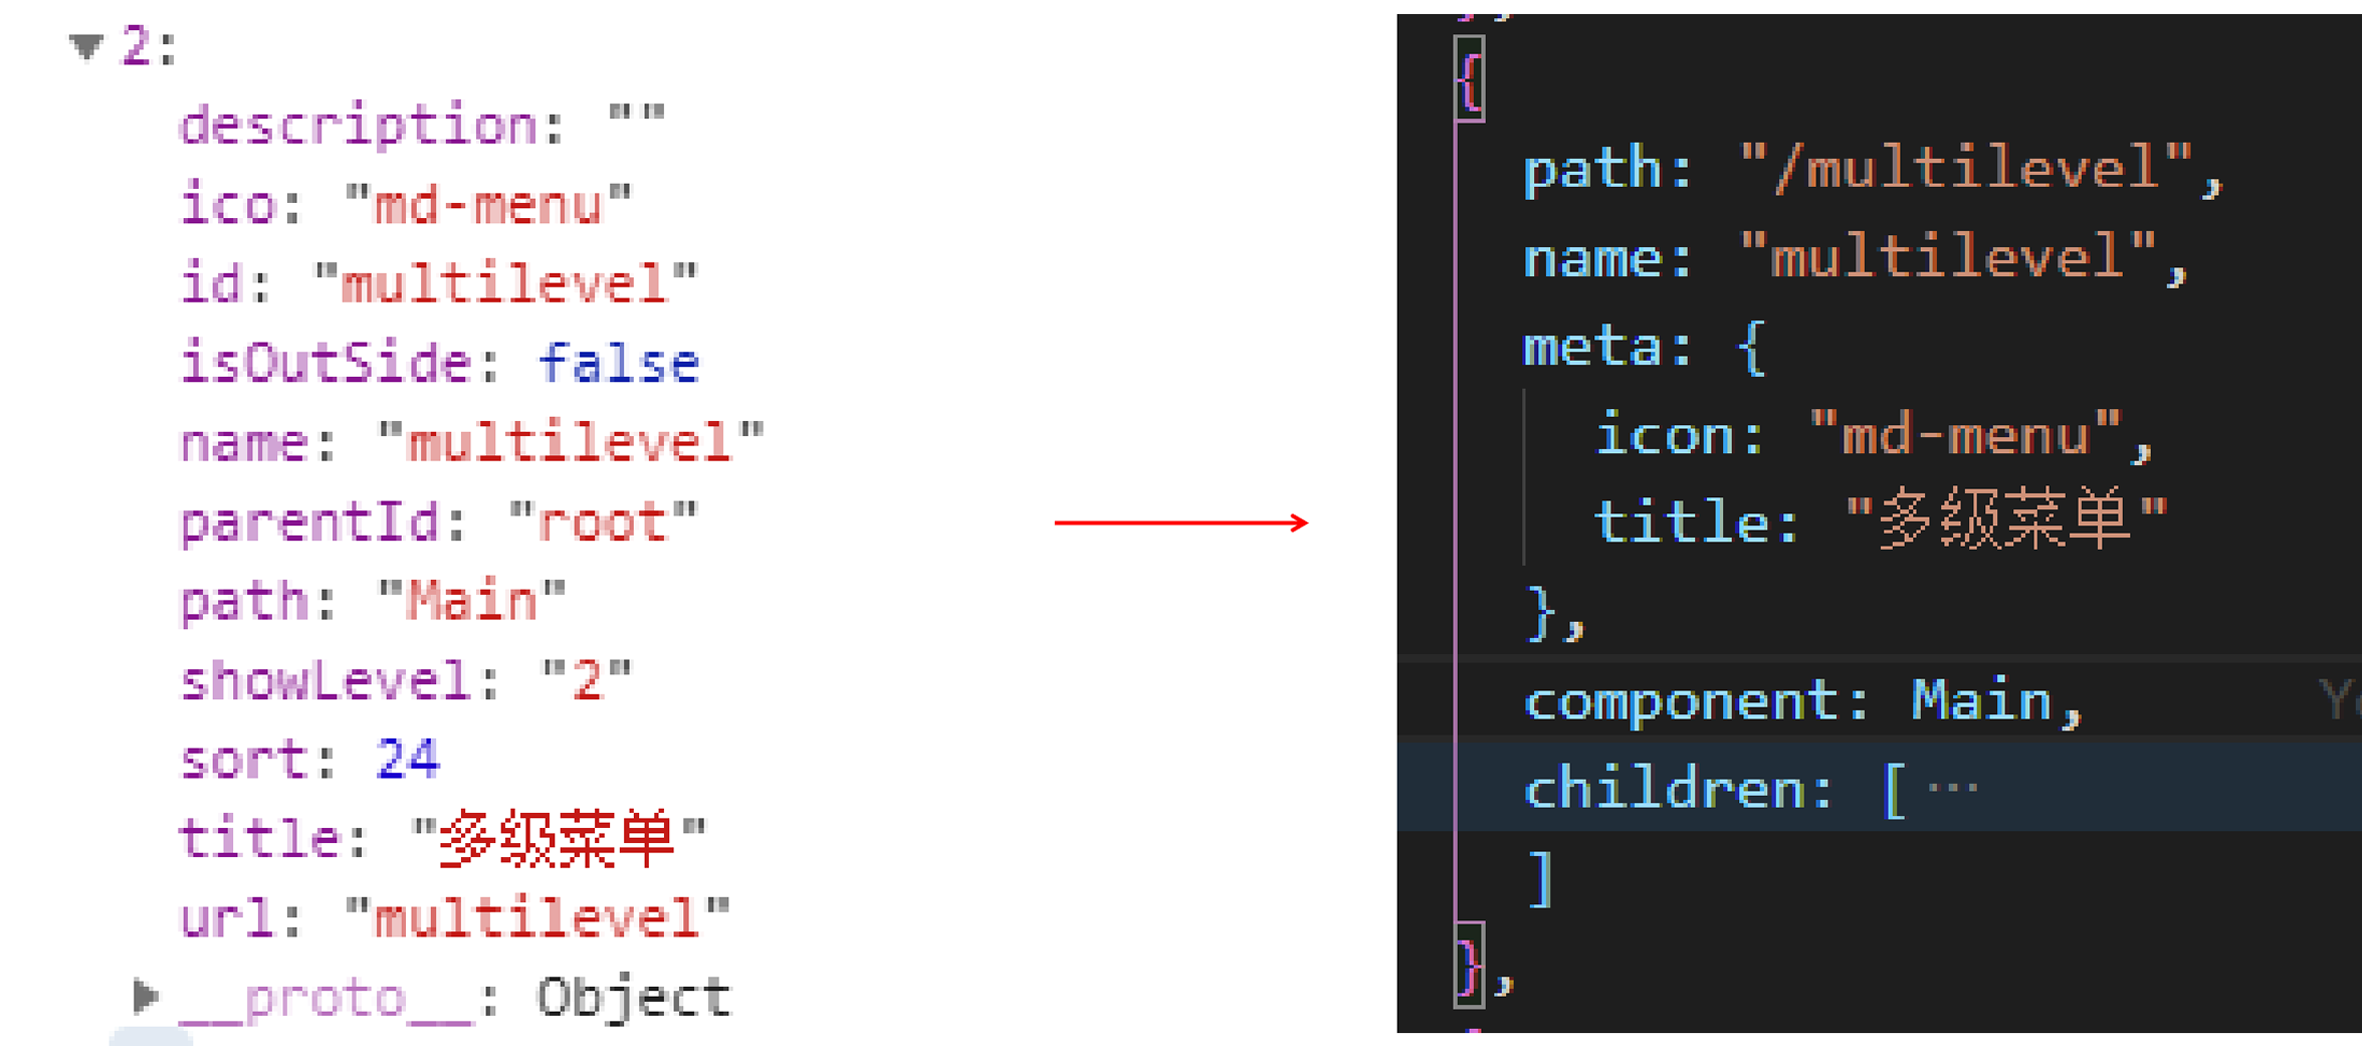 2:
description: ""
ico: "md-menu"
id: "multilevel"
isOutSide: false
name: "multilevel"
parentId: "root"
path: "Main"
showLevel: "2"
sort: 24
title: "多级菜单"
url: "multilevel"
__proto__: Object
{
path: "/multilevel",
name: "multilevel",
meta: {
icon: "md-menu",
title: "多级菜单"
},
component: Main,
children: [ ···
]
},